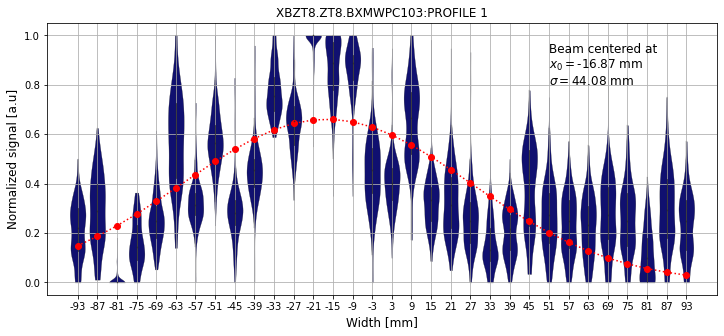 XBZT8.ZT8.BXMWPC103:PROFILE 1
Beam centered at
x₀ = -16.87 mm
σ = 44.08 mm
Normalized signal [a.u]
1.0
0.8
0.6
0.4
0.2
0.0
-93 -87 -81 -75 -69 -63 -57 -51 -45 -39 -33 -27 -21 -15 -9 -3 3 9 15 21 27 33 39 45 51 57 63 69 75 81 87 93
Width [mm]